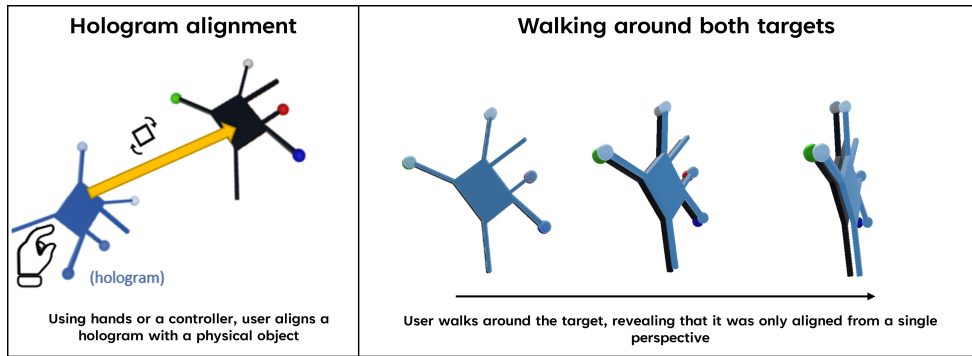 Hologram alignment
(hologram)
Using hands or a controller, user aligns a
hologram with a physical object
Walking around both targets
User walks around the target, revealing that it was only aligned from a single
perspective